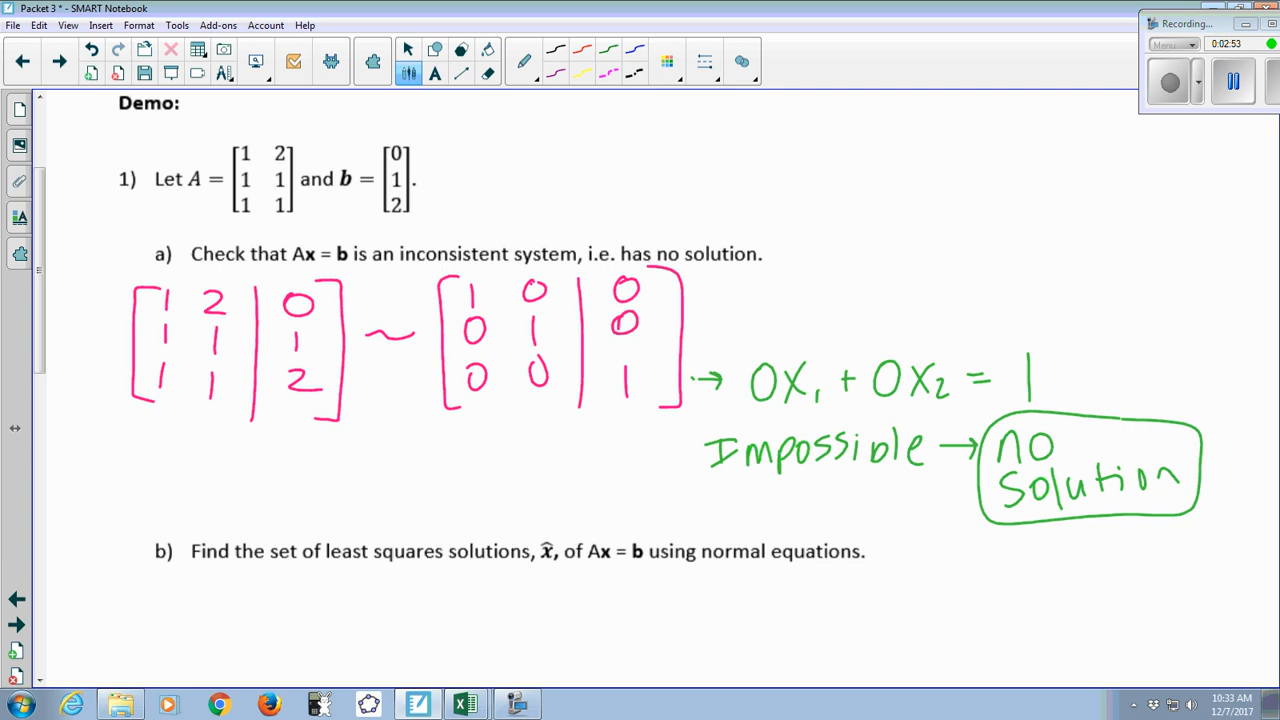 Packet 3 * - SMART Notebook
File Edit View Insert Format Tools Add-ons Account Help
Recording...
Menu
00:02:53
Demo:
1) Let A = [1 2; 1 1; 1 1] and b = [0; 1; 2].
a) Check that Ax = b is an inconsistent system, i.e. has no solution.
[1 2 | 0] ~ [1 0 | 0]
[1 1 | 1] [0 1 | 0]
[1 1 | 2] [0 0 | 1] → 0x₁ + 0x₂ = 1
Impossible → no
solution
b) Find the set of least squares solutions, x̂, of Ax = b using normal equations.
10:33 AM
12/7/2017